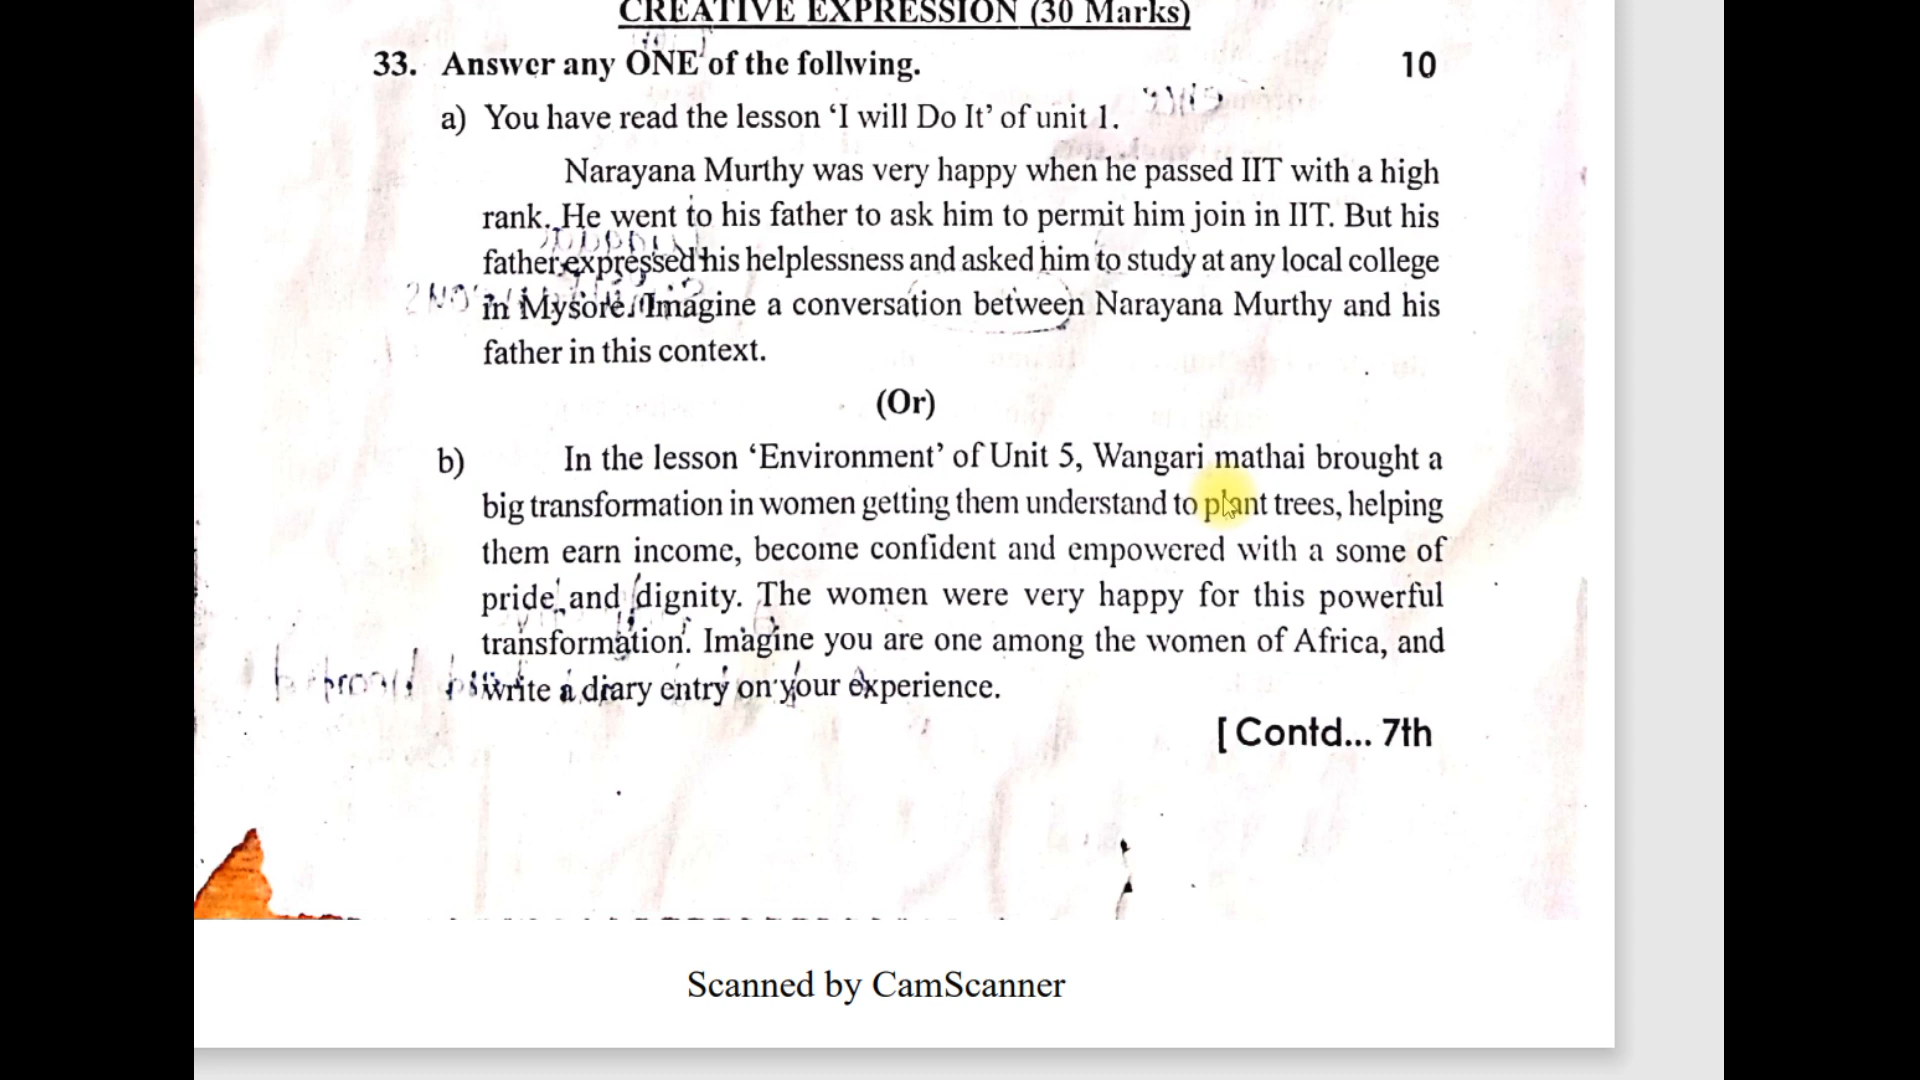 CREATIVE EXPRESSION (30 Marks)
33. Answer any ONE of the follwing. 10
a) You have read the lesson ‘I will Do It’ of unit 1.
Narayana Murthy was very happy when he passed IIT with a high
rank. He went to his father to ask him to permit him join in IIT. But his
father expressed his helplessness and asked him to study at any local college
in Mysore. Imagine a conversation between Narayana Murthy and his
father in this context.
(Or)
b) In the lesson ‘Environment’ of Unit 5, Wangari mathai brought a
big transformation in women getting them understand to plant trees, helping
them earn income, become confident and empowered with a some of
pride and dignity. The women were very happy for this powerful
transformation. Imagine you are one among the women of Africa, and
write a diary entry on your experience.
[ Contd... 7th
Scanned by CamScanner